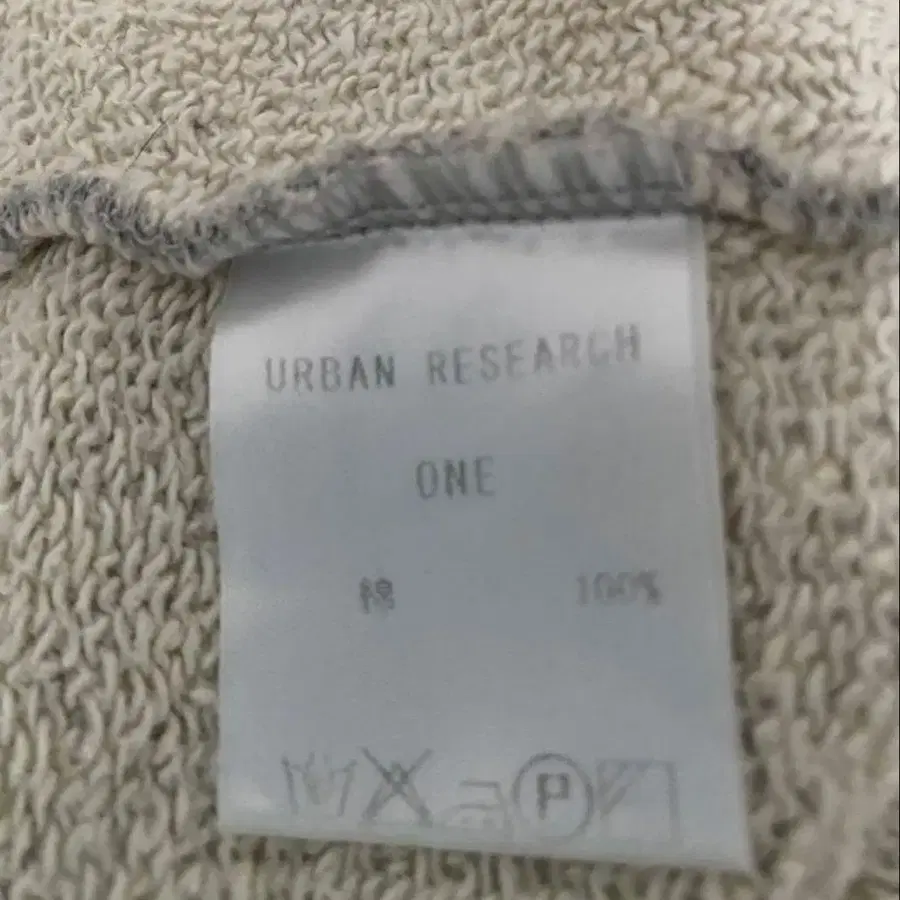 URBAN RESEARCH
ONE
綿 100%
P